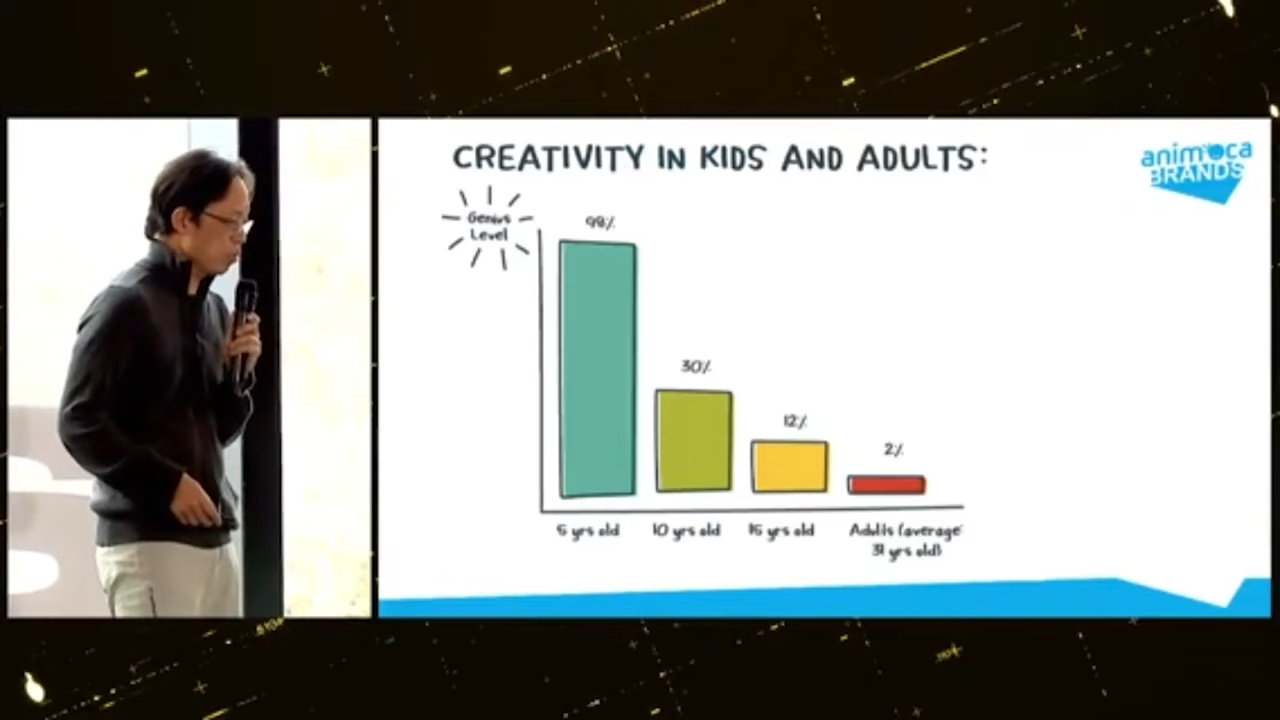 CREATIVITY IN KIDS AND ADULTS:
animoca
BRANDS
Genius
Level
98%
30%
12%
2%
5 yrs old
10 yrs old
15 yrs old
Adults (average:
31 yrs old)